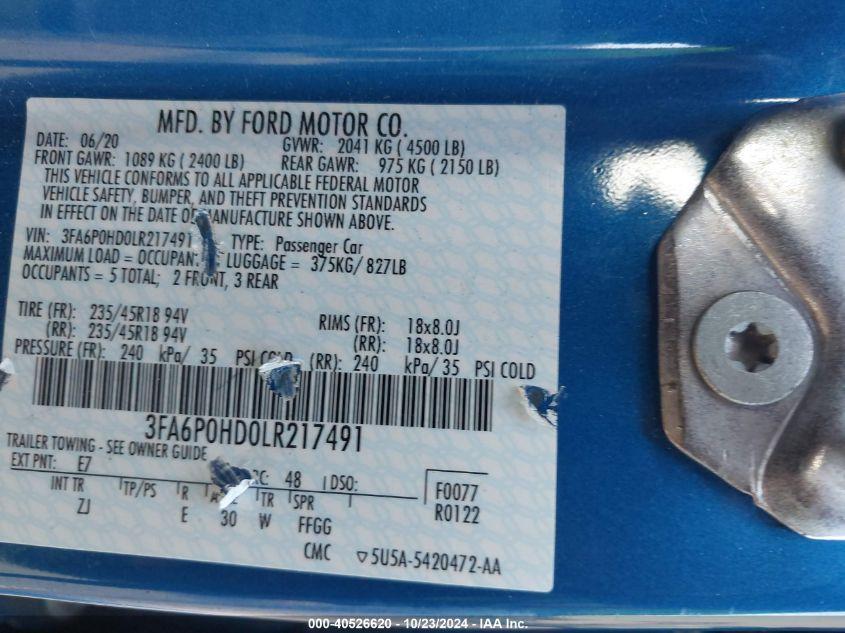 MFD. BY FORD MOTOR CO.
DATE: 06/20 GVWR: 2041 KG ( 4500 LB)
FRONT GAWR: 1089 KG ( 2400 LB) REAR GAWR: 975 KG ( 2150 LB)
THIS VEHICLE CONFORMS TO ALL APPLICABLE FEDERAL MOTOR
VEHICLE SAFETY, BUMPER, AND THEFT PREVENTION STANDARDS
IN EFFECT ON THE DATE OF MANUFACTURE SHOWN ABOVE.
VIN: 3FA6P0HD0LR217491 TYPE: Passenger Car
MAXIMUM LOAD = OCCUPAN LUGGAGE = 375KG/ 827LB
OCCUPANTS = 5 TOTAL; 2 FRONT, 3 REAR
TIRE (FR): 235/45R18 94V RIMS (FR): 18x8.0J
(RR): 235/45R18 94V (RR): 18x8.0J
PRESSURE (FR): 240 kPa/ 35 PSI COLD (RR): 240 kPa/ 35 PSI COLD
3FA6P0HD0LR217491
TRAILER TOWING - SEE OWNER GUIDE
EXT PNT: E7 RC: 48 DSO: F0077
INT TR TP/PS R TR SPR R0122
ZJ E 30 W FFGG
CMC ▽5U5A-5420472-AA
000-40526620 - 10/23/2024 - IAA Inc.